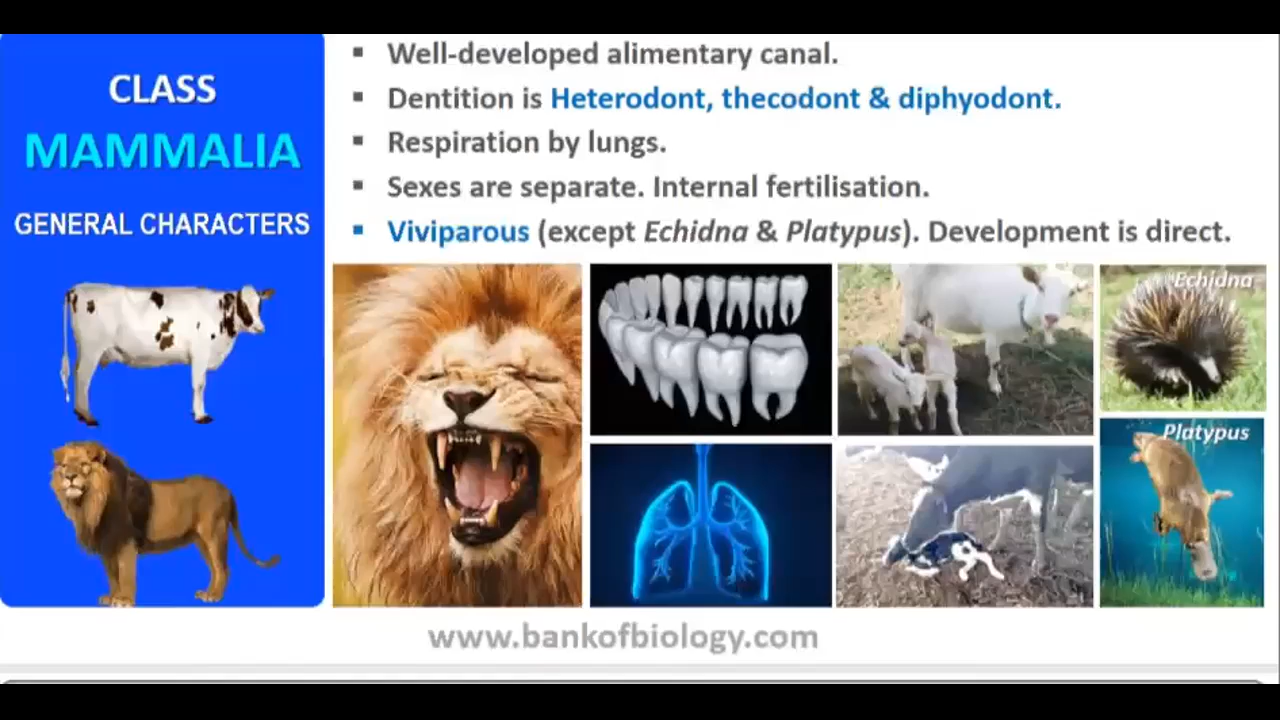 CLASS
MAMMALIA
GENERAL CHARACTERS
▪ Well-developed alimentary canal.
▪ Dentition is Heterodont, thecodont & diphyodont.
▪ Respiration by lungs.
▪ Sexes are separate. Internal fertilisation.
▪ Viviparous (except Echidna & Platypus). Development is direct.
Echidna
Platypus
www.bankofbiology.com